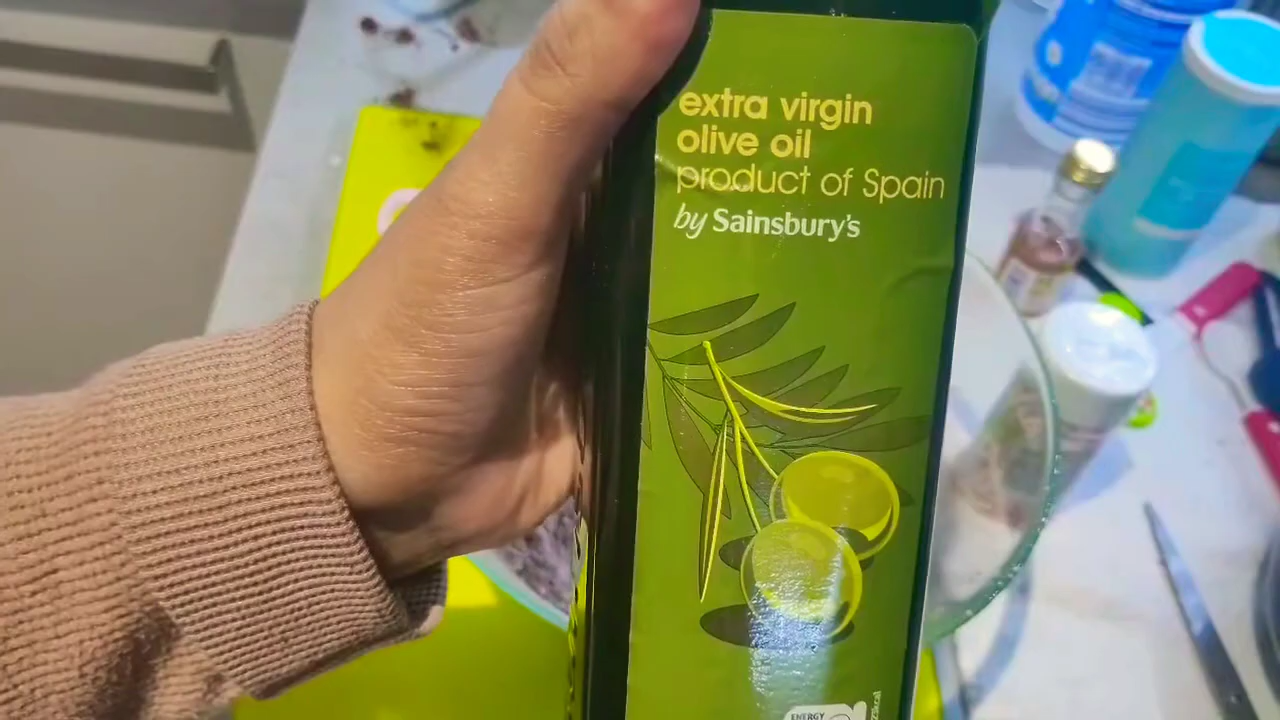 extra virgin
olive oil
product of Spain
by Sainsbury's
ENERGY